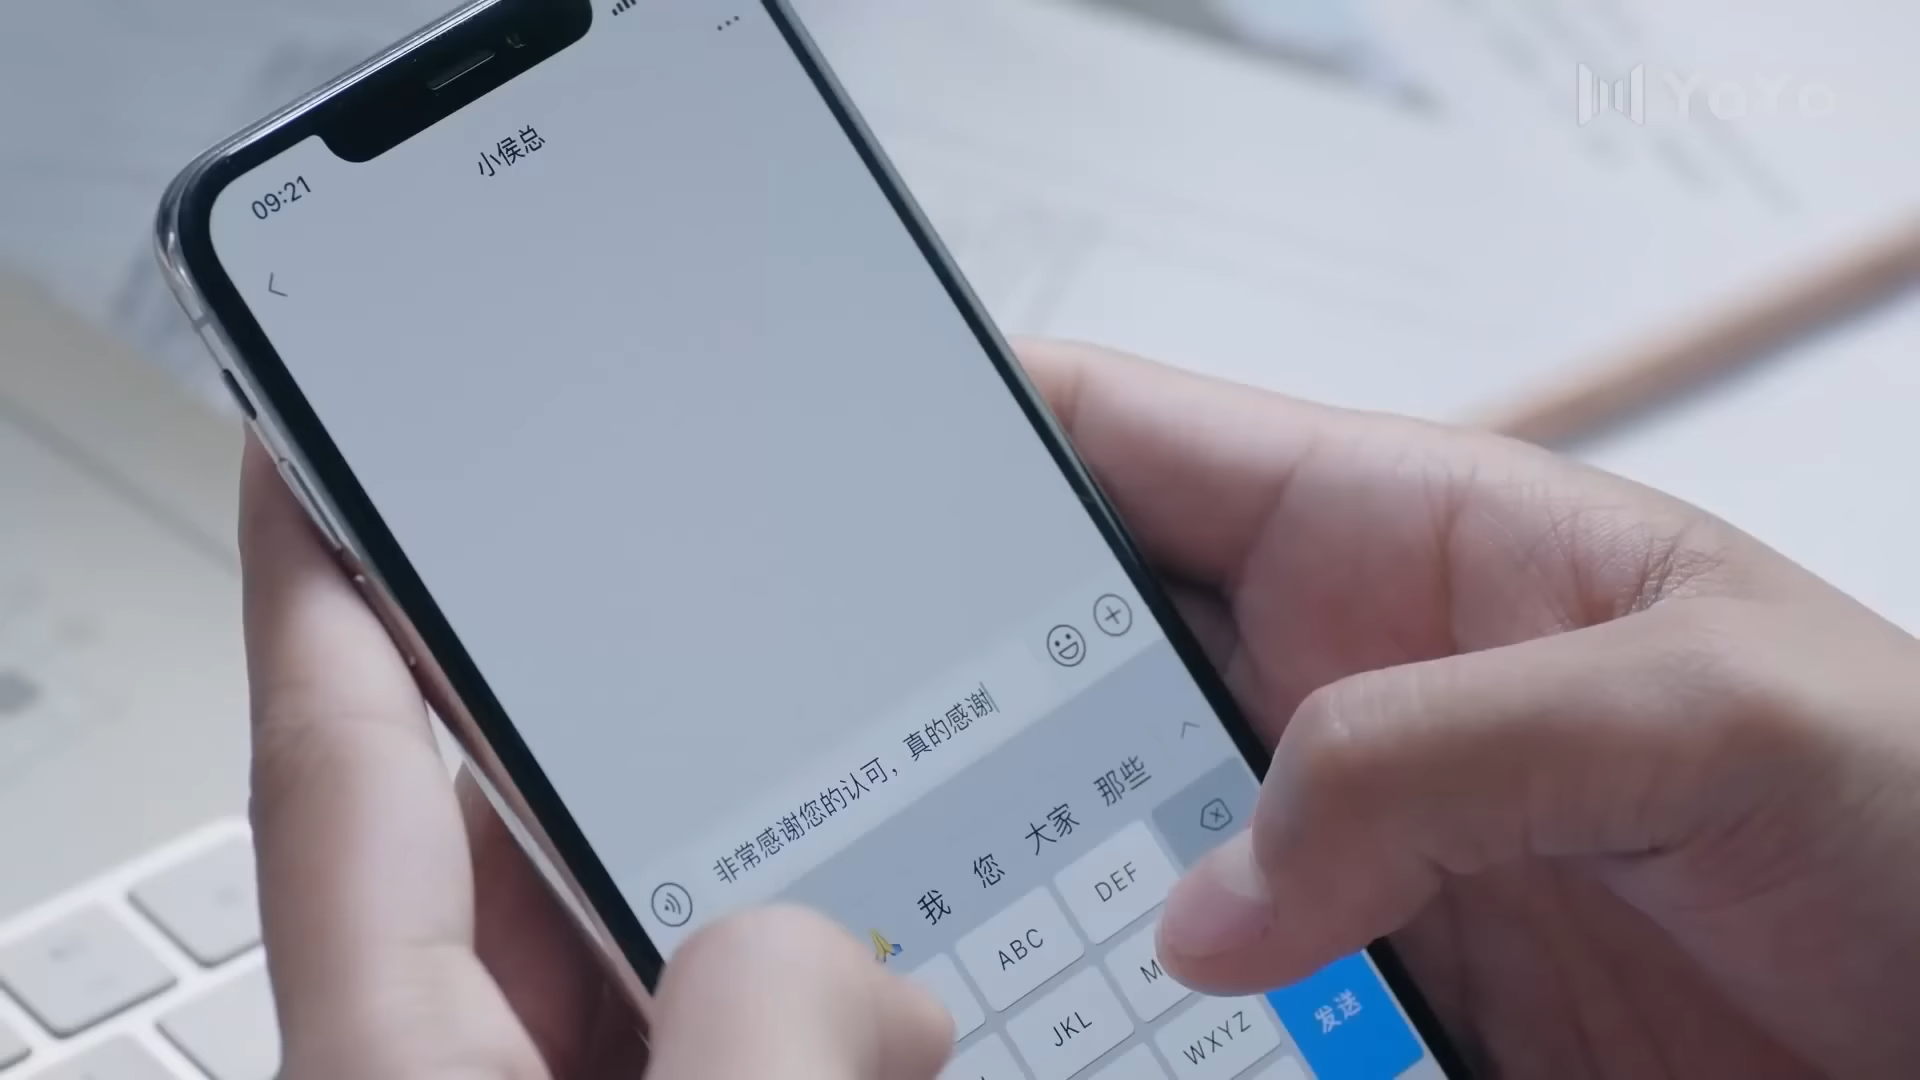 YoYo
小侯总
09:21
非常感谢您的认可，真的感谢
🙏 我 您 大家 那些
ABC DEF
JKL M
WXYZ 发送